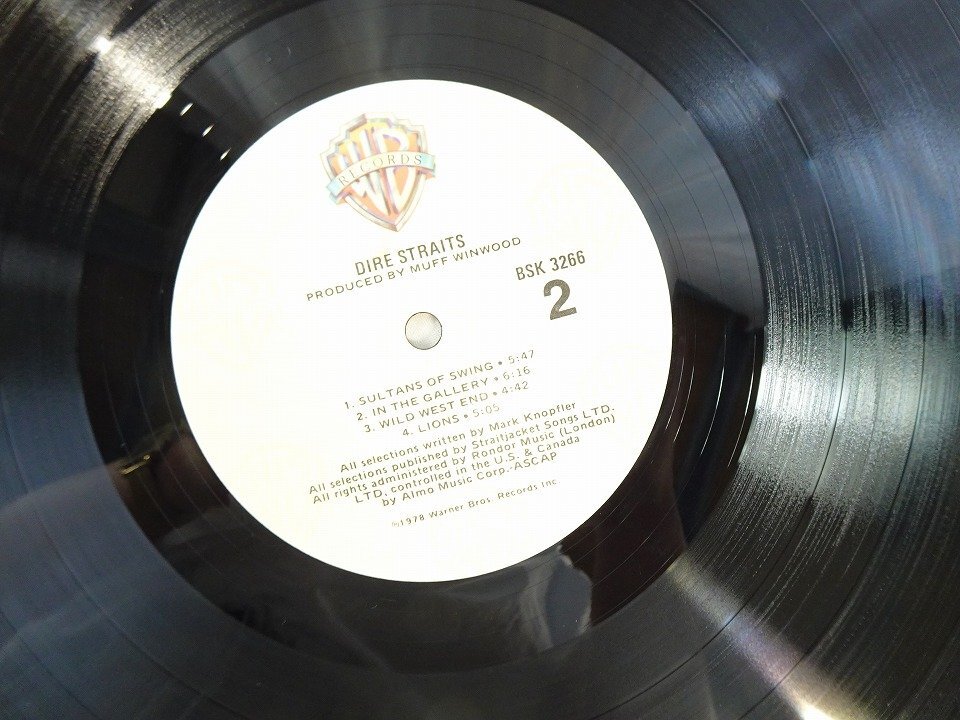 WB
RECORDS
DIRE STRAITS
PRODUCED BY MUFF WINWOOD
BSK 3266
2
1. SULTANS OF SWING • 5:47
2. IN THE GALLERY • 6:16
3. WILD WEST END • 4:42
4. LIONS • 5:05
All selections written by Mark Knopfler
All selections published by Straitjacket Songs LTD.
All rights administered by Rondor Music (London)
LTD, controlled in the U.S. & Canada
by Almo Music Corp.-ASCAP
℗1978 Warner Bros. Records Inc.